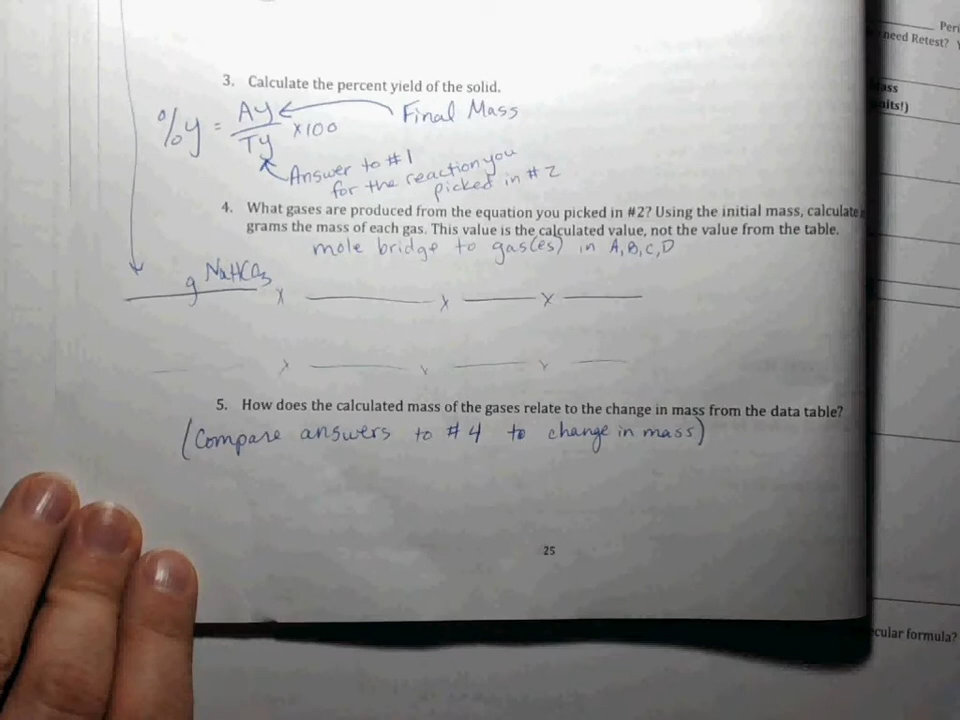 Peri
need Retest?
3. Calculate the percent yield of the solid.
%y = AY / TY x100
Final Mass
Answer to #1
for the reaction you
picked in #2
4. What gases are produced from the equation you picked in #2? Using the initial mass, calculate
grams the mass of each gas. This value is the calculated value, not the value from the table.
mole bridge to gas(es) in A,B,C,D
g NaHCO3 x x x
x x x
5. How does the calculated mass of the gases relate to the change in mass from the data table?
(Compare answers to #4 to change in mass)
25
cular formula?